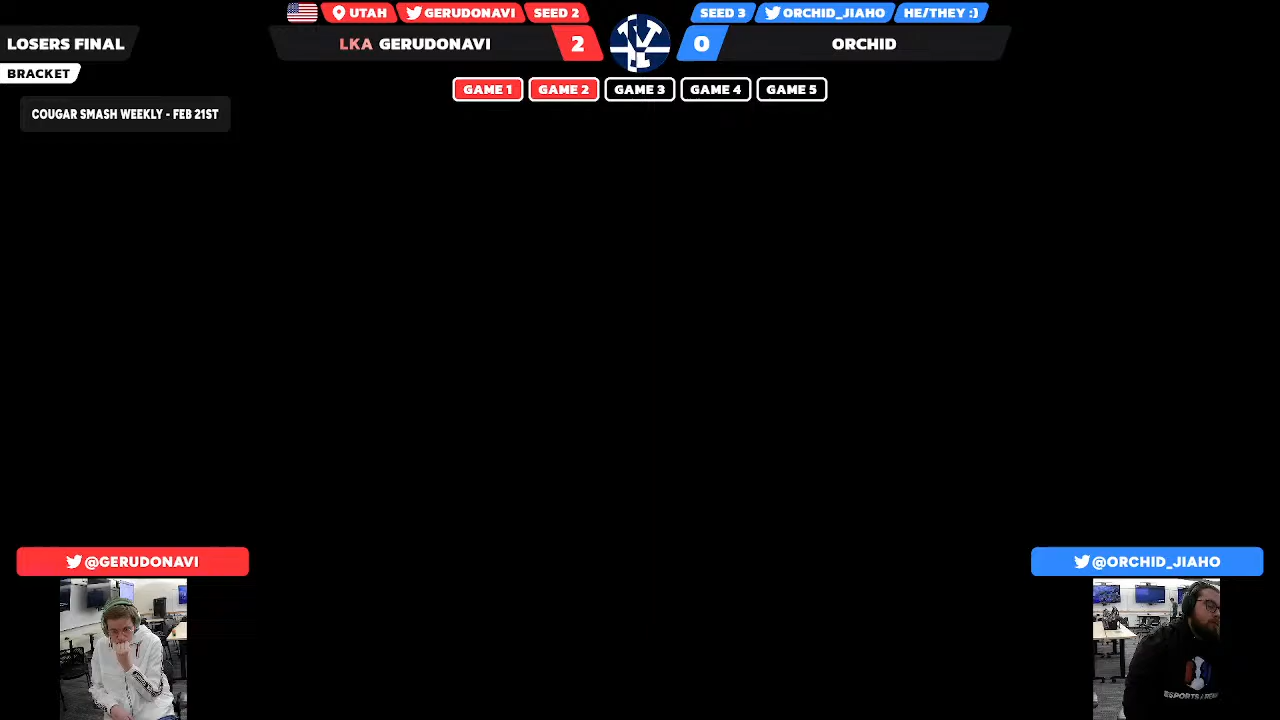 UTAH
GERUDONAVI
SEED 2
SEED 3
ORCHID_JIAHO
HE/THEY :)
LOSERS FINAL
LKA GERUDONAVI
2
0
ORCHID
BRACKET
GAME 1
GAME 2
GAME 3
GAME 4
GAME 5
COUGAR SMASH WEEKLY - FEB 21ST
@GERUDONAVI
@ORCHID_JIAHO